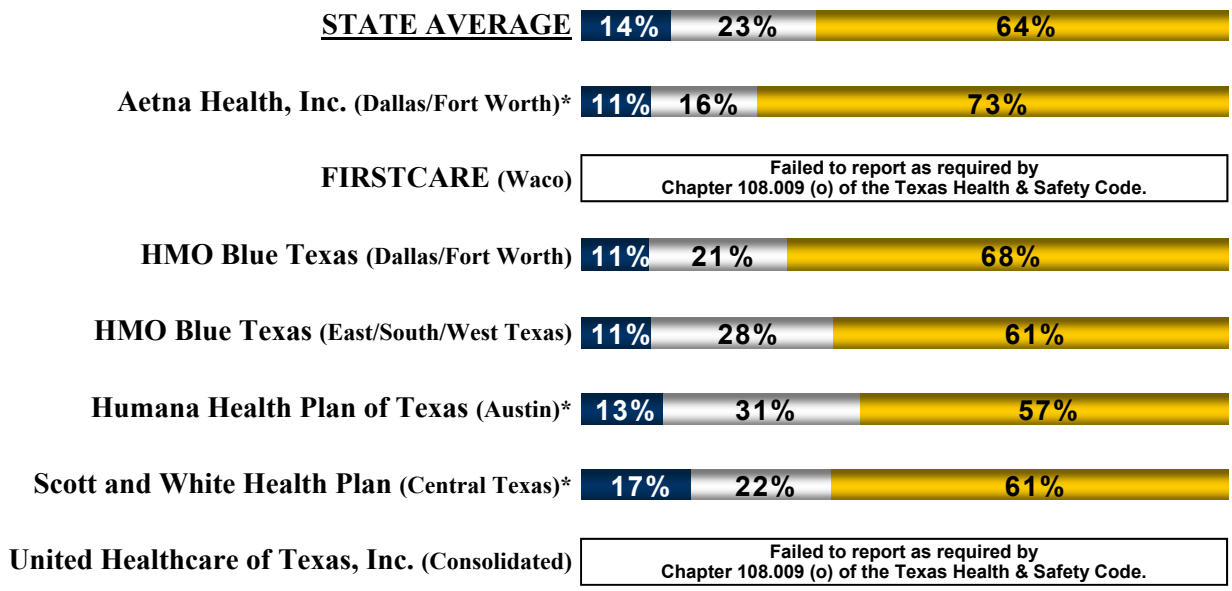 STATE AVERAGE 14% 23% 64%
Aetna Health, Inc. (Dallas/Fort Worth)* 11% 16% 73%
FIRSTCARE (Waco) Failed to report as required by
Chapter 108.009 (o) of the Texas Health & Safety Code.
HMO Blue Texas (Dallas/Fort Worth) 11% 21% 68%
HMO Blue Texas (East/South/West Texas) 11% 28% 61%
Humana Health Plan of Texas (Austin)* 13% 31% 57%
Scott and White Health Plan (Central Texas)* 17% 22% 61%
United Healthcare of Texas, Inc. (Consolidated) Failed to report as required by
Chapter 108.009 (o) of the Texas Health & Safety Code.